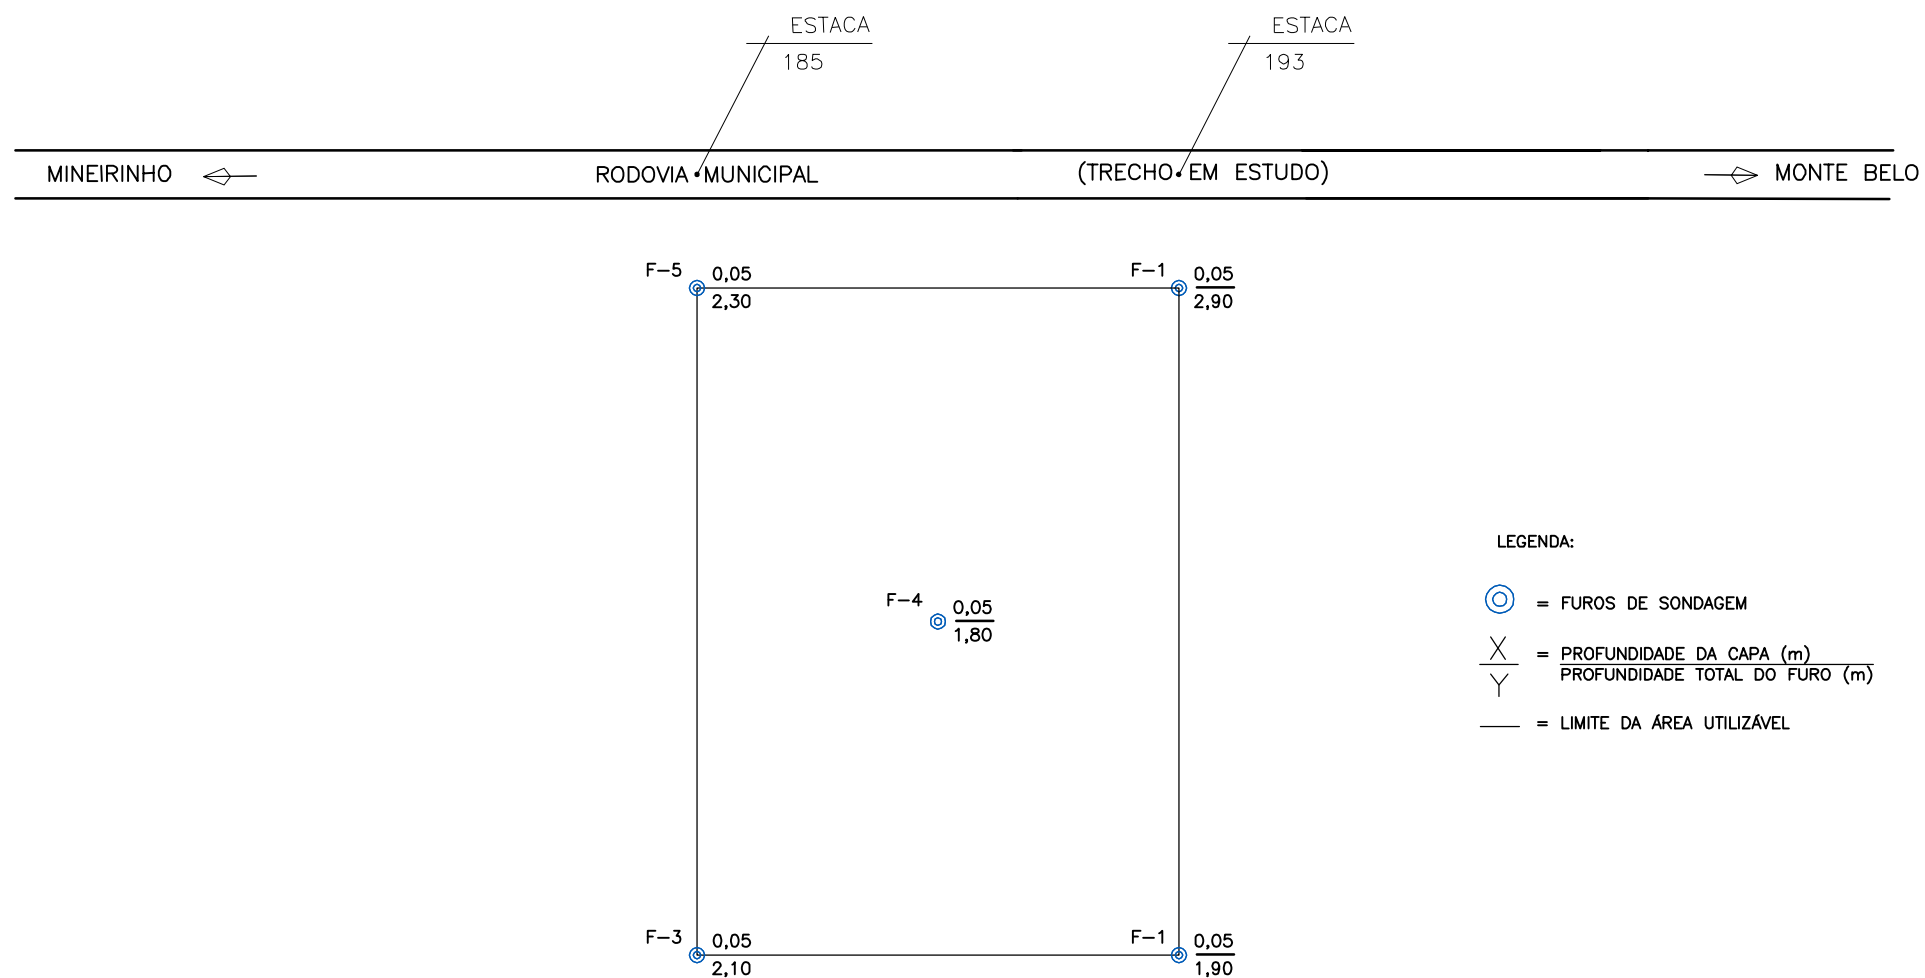 ESTACA
185
ESTACA
193
MINEIRINHO
RODOVIA MUNICIPAL
(TRECHO EM ESTUDO)
MONTE BELO
F-5
0,05
2,30
F-1
0,05
2,90
F-4
0,05
1,80
F-3
0,05
2,10
F-1
0,05
1,90
LEGENDA:
= FUROS DE SONDAGEM
X
Y
= PROFUNDIDADE DA CAPA (m)
PROFUNDIDADE TOTAL DO FURO (m)
= LIMITE DA ÁREA UTILIZÁVEL